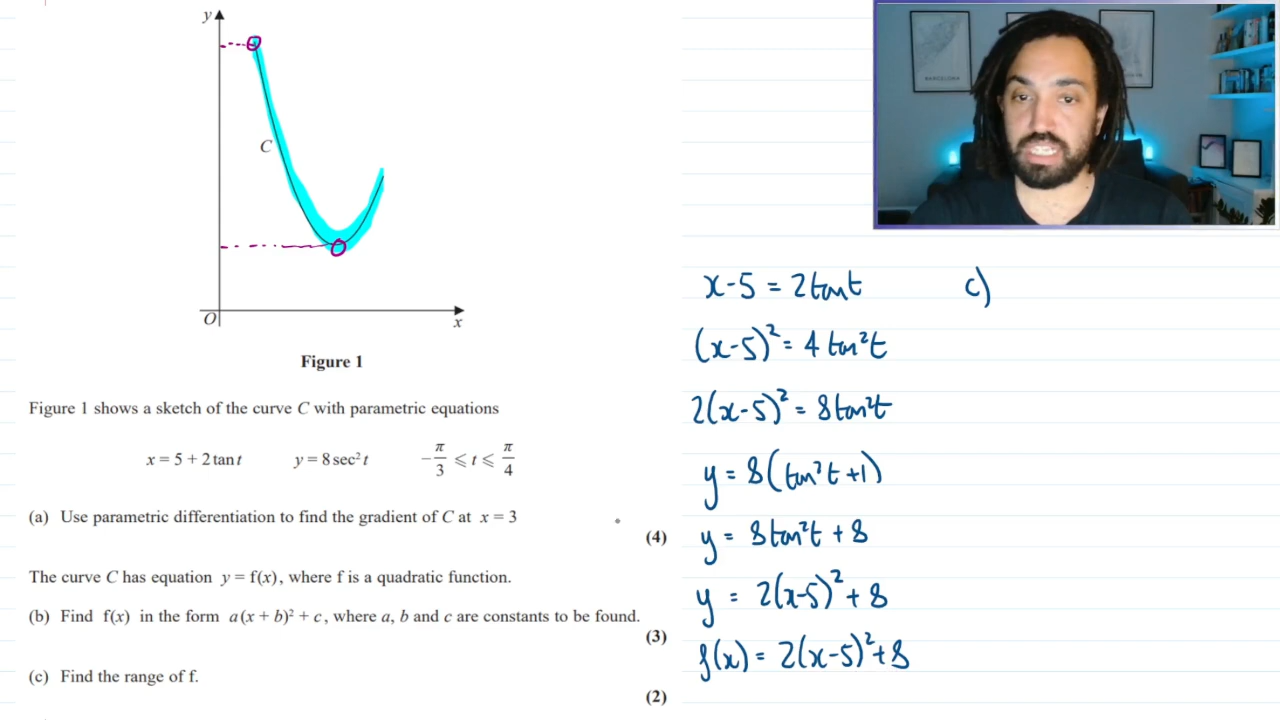 y
C
O
x
Figure 1
Figure 1 shows a sketch of the curve C with parametric equations
x = 5 + 2 tan t y = 8 sec² t −π/3 ⩽ t ⩽ π/4
(a) Use parametric differentiation to find the gradient of C at x = 3
(4)
The curve C has equation y = f(x), where f is a quadratic function.
(b) Find f(x) in the form a(x + b)² + c, where a, b and c are constants to be found.
(3)
(c) Find the range of f.
(2)
BARCELONA
x-5 = 2tant
(x-5)² = 4 tan²t
2(x-5)² = 8tan²t
y = 8(tan²t +1)
y = 8tan²t + 8
y = 2(x-5)² + 8
f(x) = 2(x-5)²+8
c)